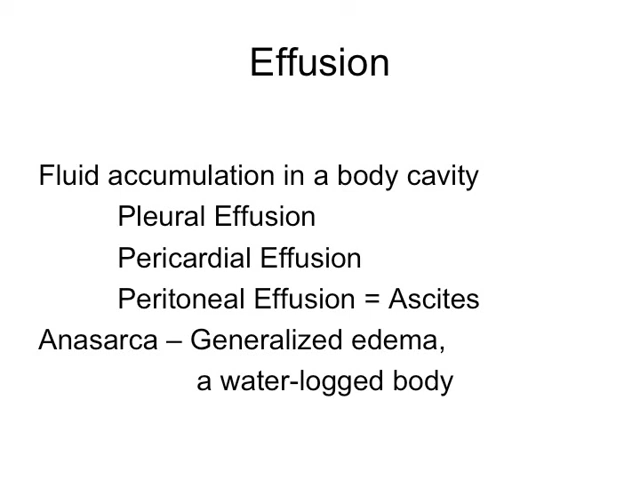 Effusion
Fluid accumulation in a body cavity
Pleural Effusion
Pericardial Effusion
Peritoneal Effusion = Ascites
Anasarca – Generalized edema,
a water-logged body